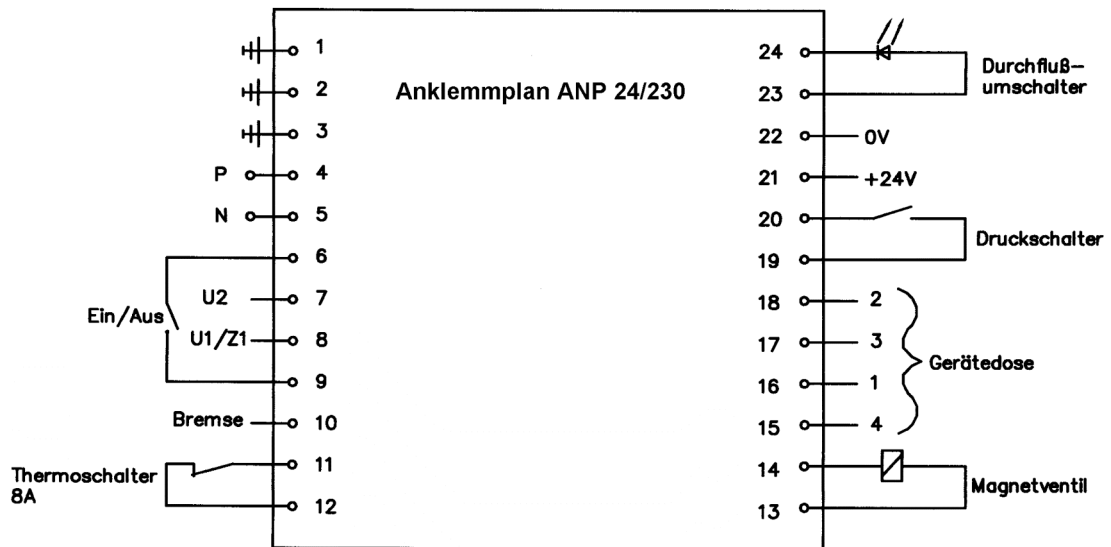 Anklemmplan ANP 24/230
1
2
3
P 4
N 5
6
U2 7
Ein/Aus
U1/Z1 8
9
Bremse 10
11
Thermoschalter
8A
12
24
Durchfluß-
umschalter
23
22 0V
21 +24V
20
Druckschalter
19
18 2
17 3
Gerätedose
16 1
15 4
14
Magnetventil
13